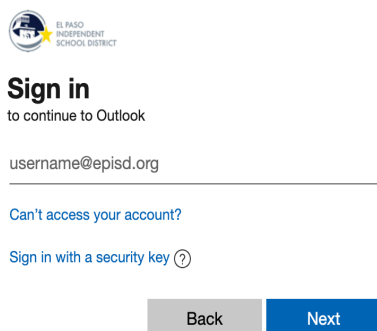 EL PASO
INDEPENDENT
SCHOOL DISTRICT
Sign in
to continue to Outlook
username@episd.org
Can't access your account?
Sign in with a security key ?
Back
Next